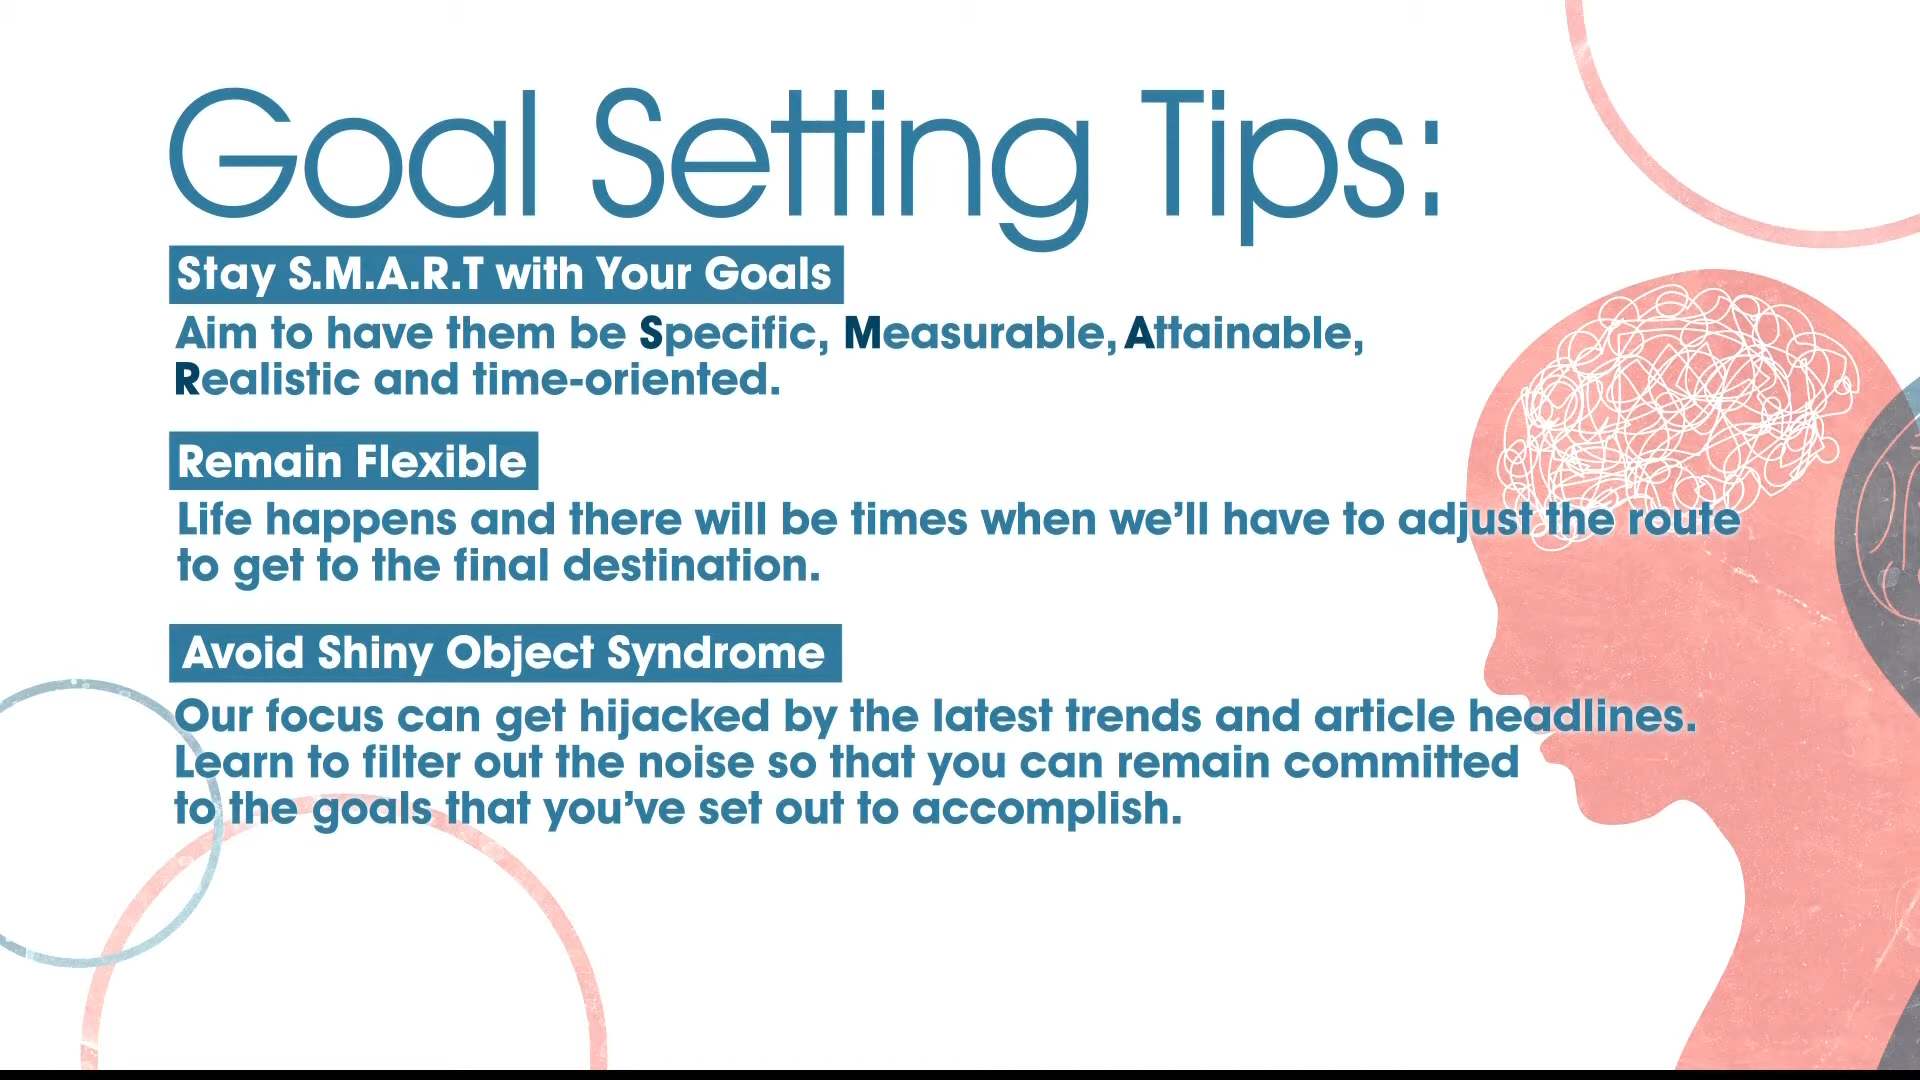 Goal Setting Tips:
Stay S.M.A.R.T with Your Goals
Aim to have them be Specific, Measurable, Attainable,
Realistic and time-oriented.
Remain Flexible
Life happens and there will be times when we’ll have to adjust the route
to get to the final destination.
Avoid Shiny Object Syndrome
Our focus can get hijacked by the latest trends and article headlines.
Learn to filter out the noise so that you can remain committed
to the goals that you’ve set out to accomplish.